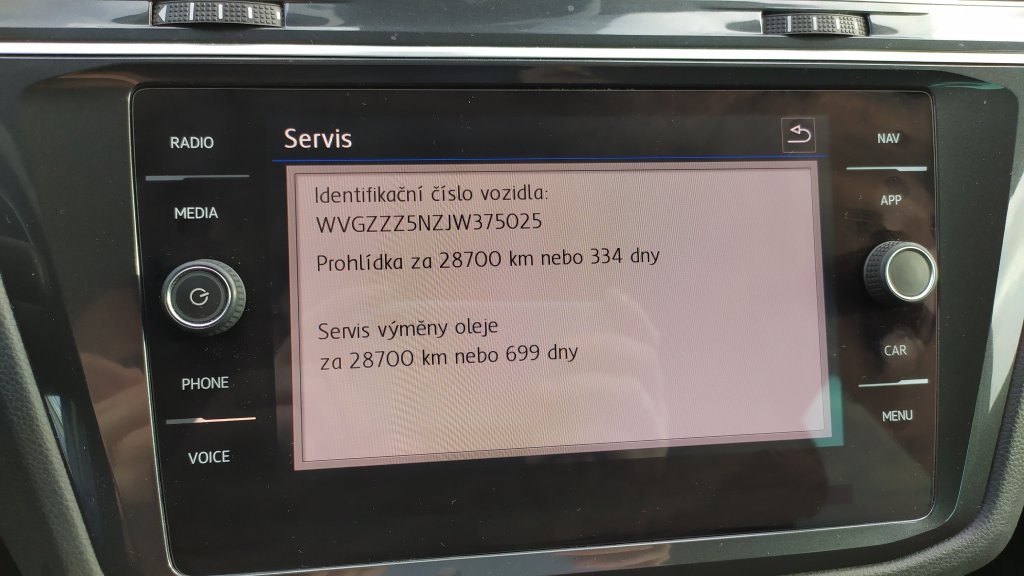 RADIO
MEDIA
PHONE
VOICE
Servis
Identifikační číslo vozidla:
WVGZZZ5NZJW375025
Prohlídka za 28700 km nebo 334 dny
Servis výměny oleje
za 28700 km nebo 699 dny
NAV
APP
CAR
MENU